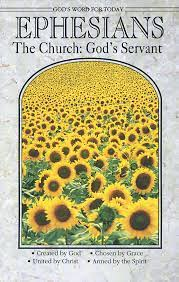 GOD'S WORD FOR TODAY
EPHESIANS
The Church: God's Servant
• Created by God • Chosen by Grace
• United by Christ • Armed by the Spirit